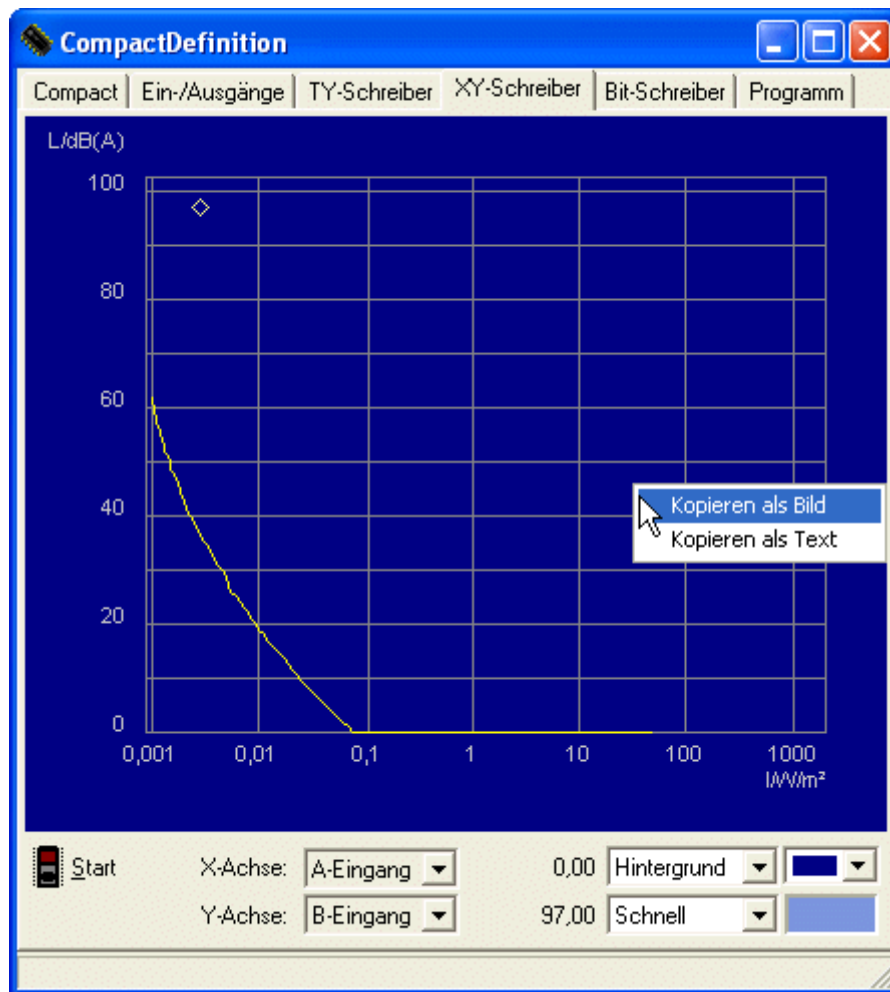 CompactDefinition
Compact Ein-/Ausgänge TY-Schreiber XY-Schreiber Bit-Schreiber Programm
L/dB(A)
100
80
60
40
20
0
0,001 0,01 0,1 1 10 100 1000
I/W/m²
Kopieren als Bild
Kopieren als Text
Start X-Achse: A-Eingang 0,00 Hintergrund
Y-Achse: B-Eingang 97,00 Schnell